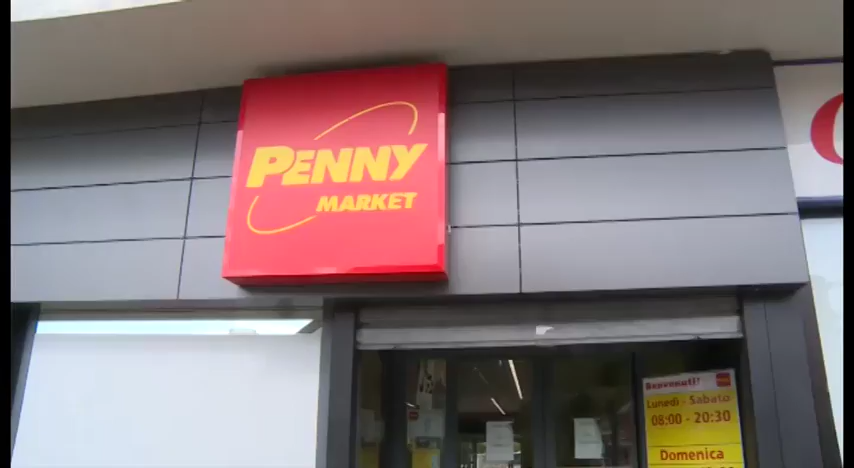 PENNY
MARKET
Benvenuti!
Lunedì - Sabato
08:00 - 20:30
Domenica